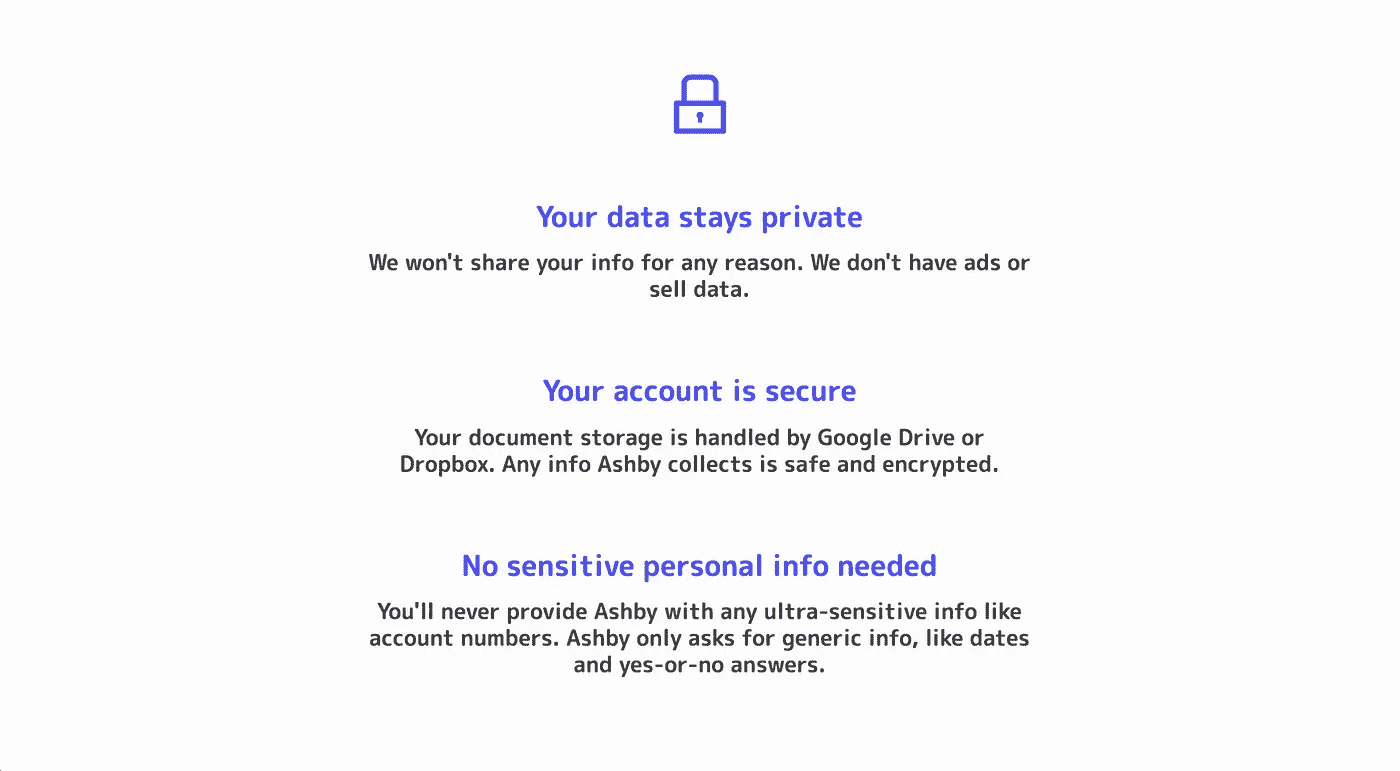 Your data stays private
We won't share your info for any reason. We don't have ads or
sell data.
Your account is secure
Your document storage is handled by Google Drive or
Dropbox. Any info Ashby collects is safe and encrypted.
No sensitive personal info needed
You'll never provide Ashby with any ultra-sensitive info like
account numbers. Ashby only asks for generic info, like dates
and yes-or-no answers.